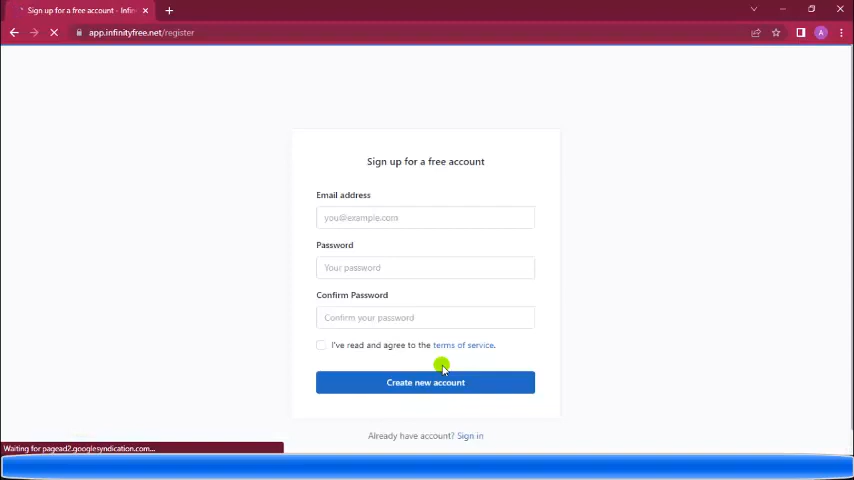 Sign up for a free account - Infin
app.infinityfree.net/register
A
Sign up for a free account
Email address
you@example.com
Password
Your password
Confirm Password
Confirm your password
I've read and agree to the terms of service.
Create new account
Already have account? Sign in
Waiting for pagead2.googlesyndication.com...